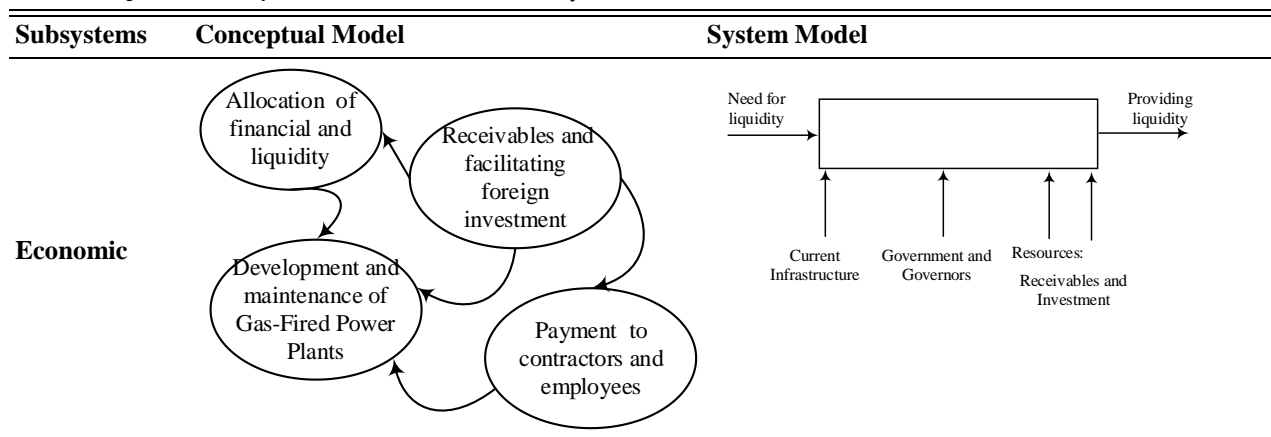 Subsystems Conceptual Model System Model
Economic
Allocation of
financial and
liquidity
Receivables and
facilitating
foreign
investment
Development and
maintenance of
Gas-Fired Power
Plants
Payment to
contractors and
employees
Need for
liquidity
Providing
liquidity
Current
Infrastructure
Government and
Governors
Resources:
Receivables and
Investment